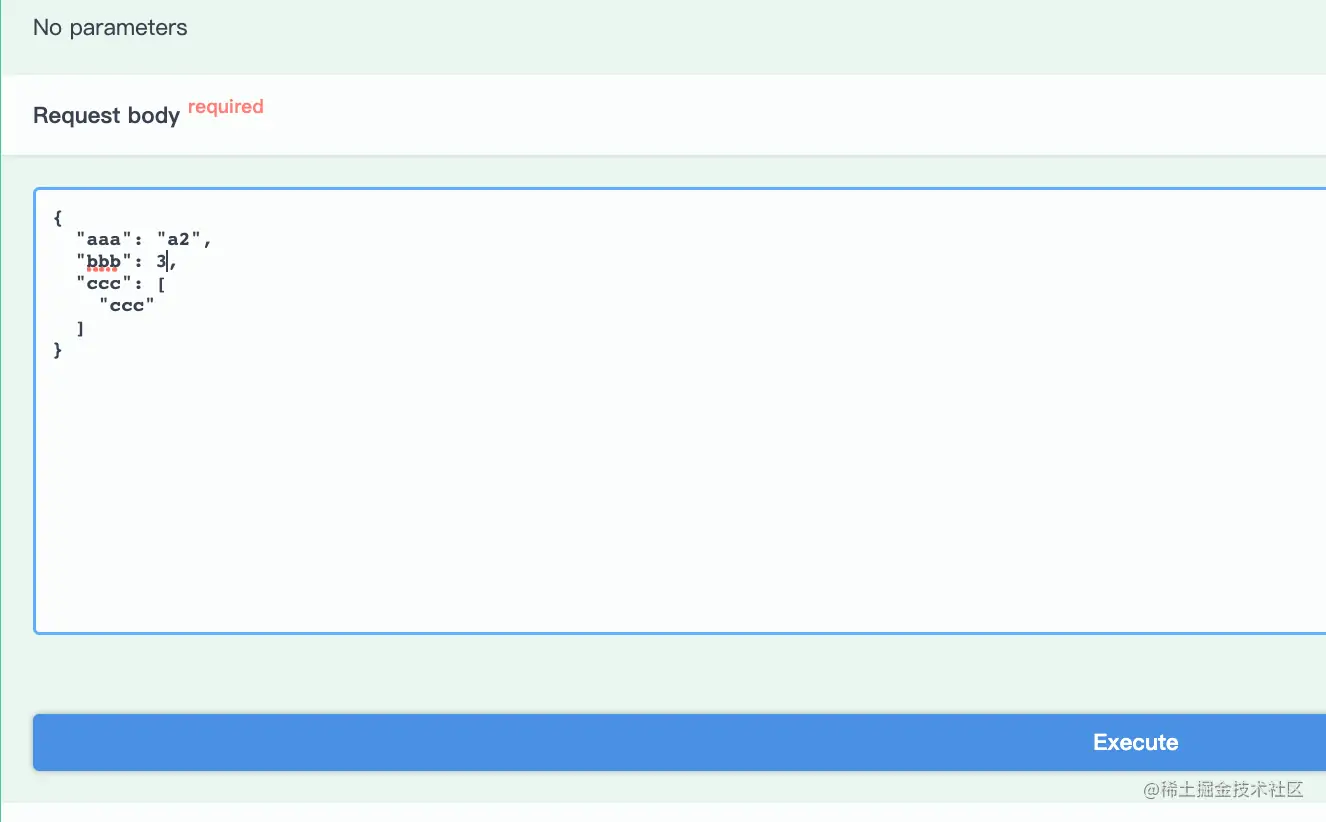 No parameters
Request body required
{
  "aaa": "a2",
  "bbb": 3,
  "ccc": [
    "ccc"
  ]
}
Execute
@稀土掘金技术社区